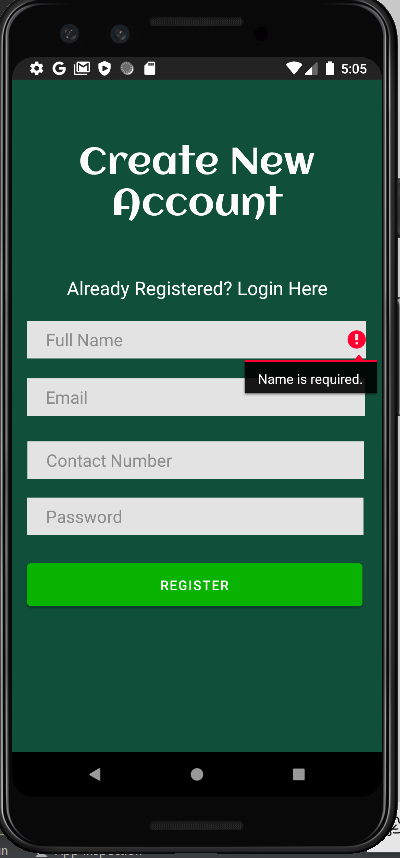 5:05
Create New
Account
Already Registered? Login Here
Full Name
Name is required.
Email
Contact Number
Password
REGISTER